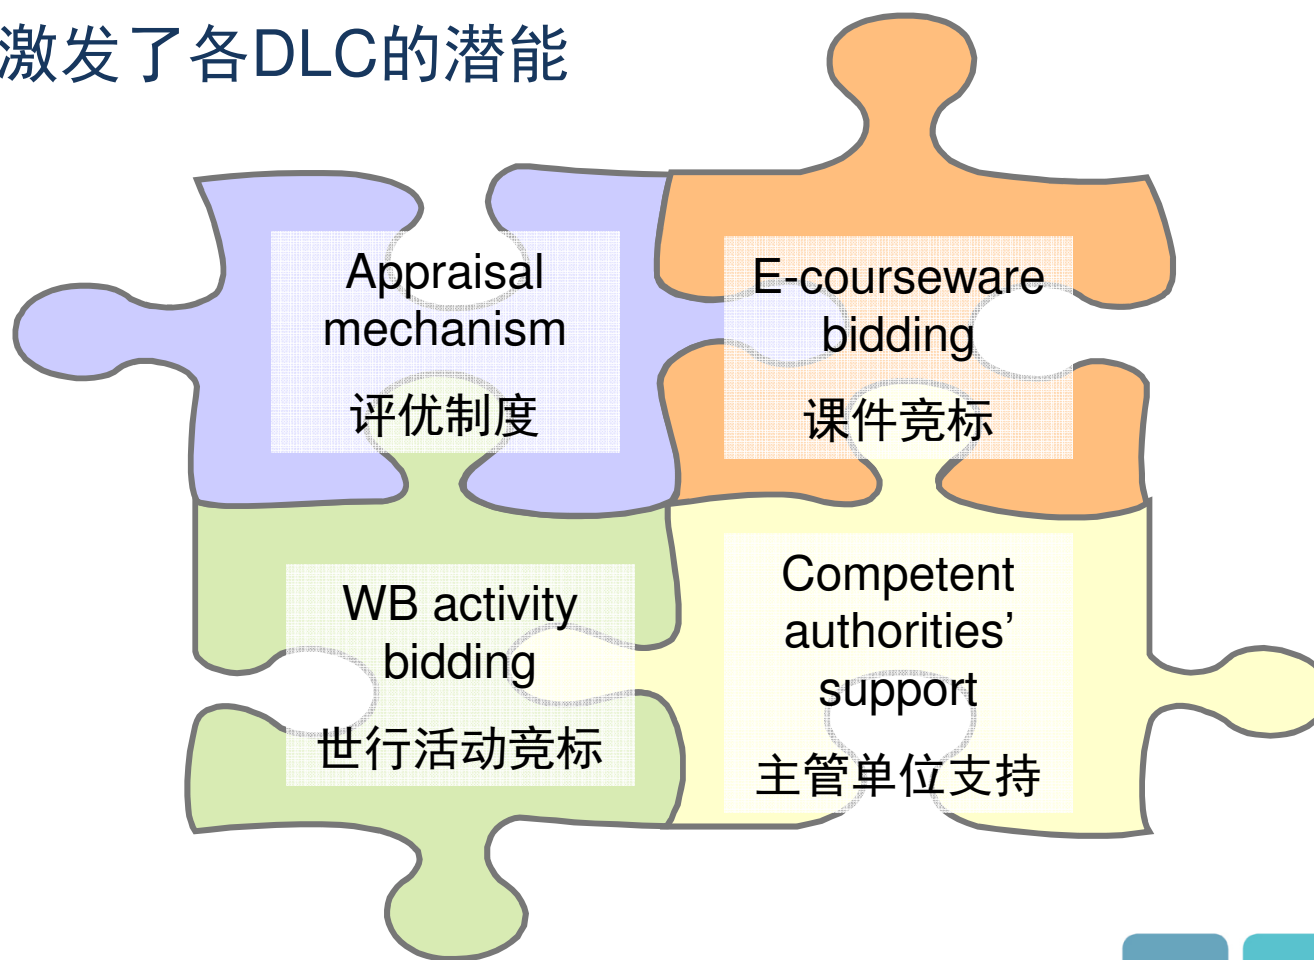 激发了各DLC的潜能
Appraisal
mechanism
评优制度
E-courseware
bidding
课件竞标
WB activity
bidding
世行活动竞标
Competent
authorities’
support
主管单位支持